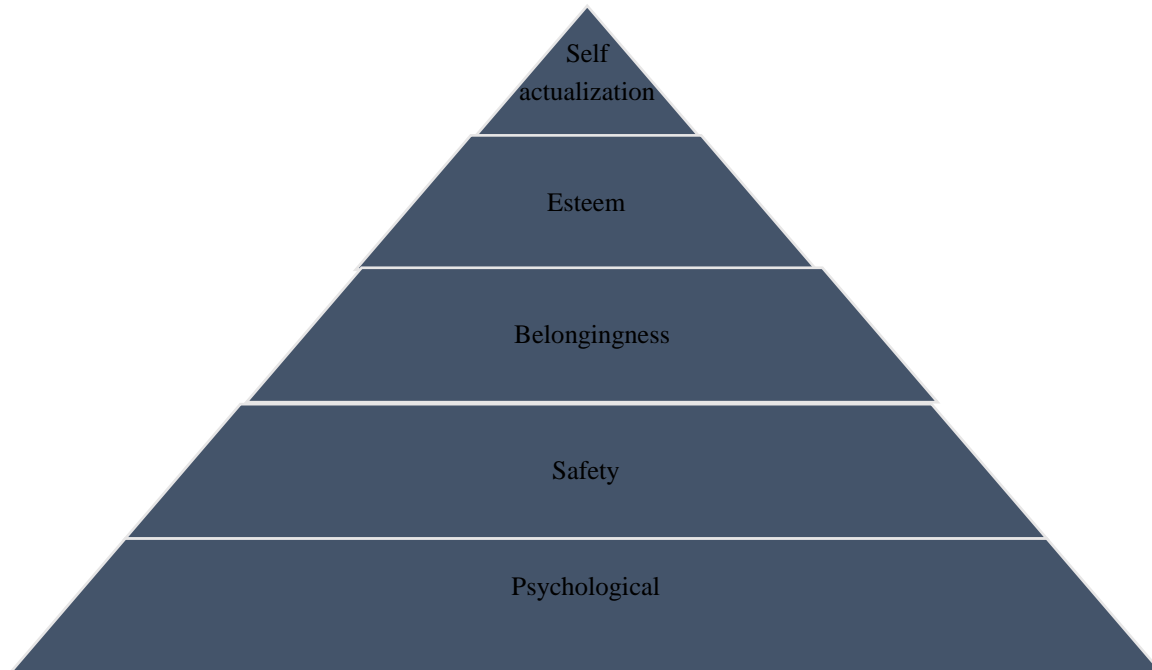 Self
actualization
Esteem
Belongingness
Safety
Psychological